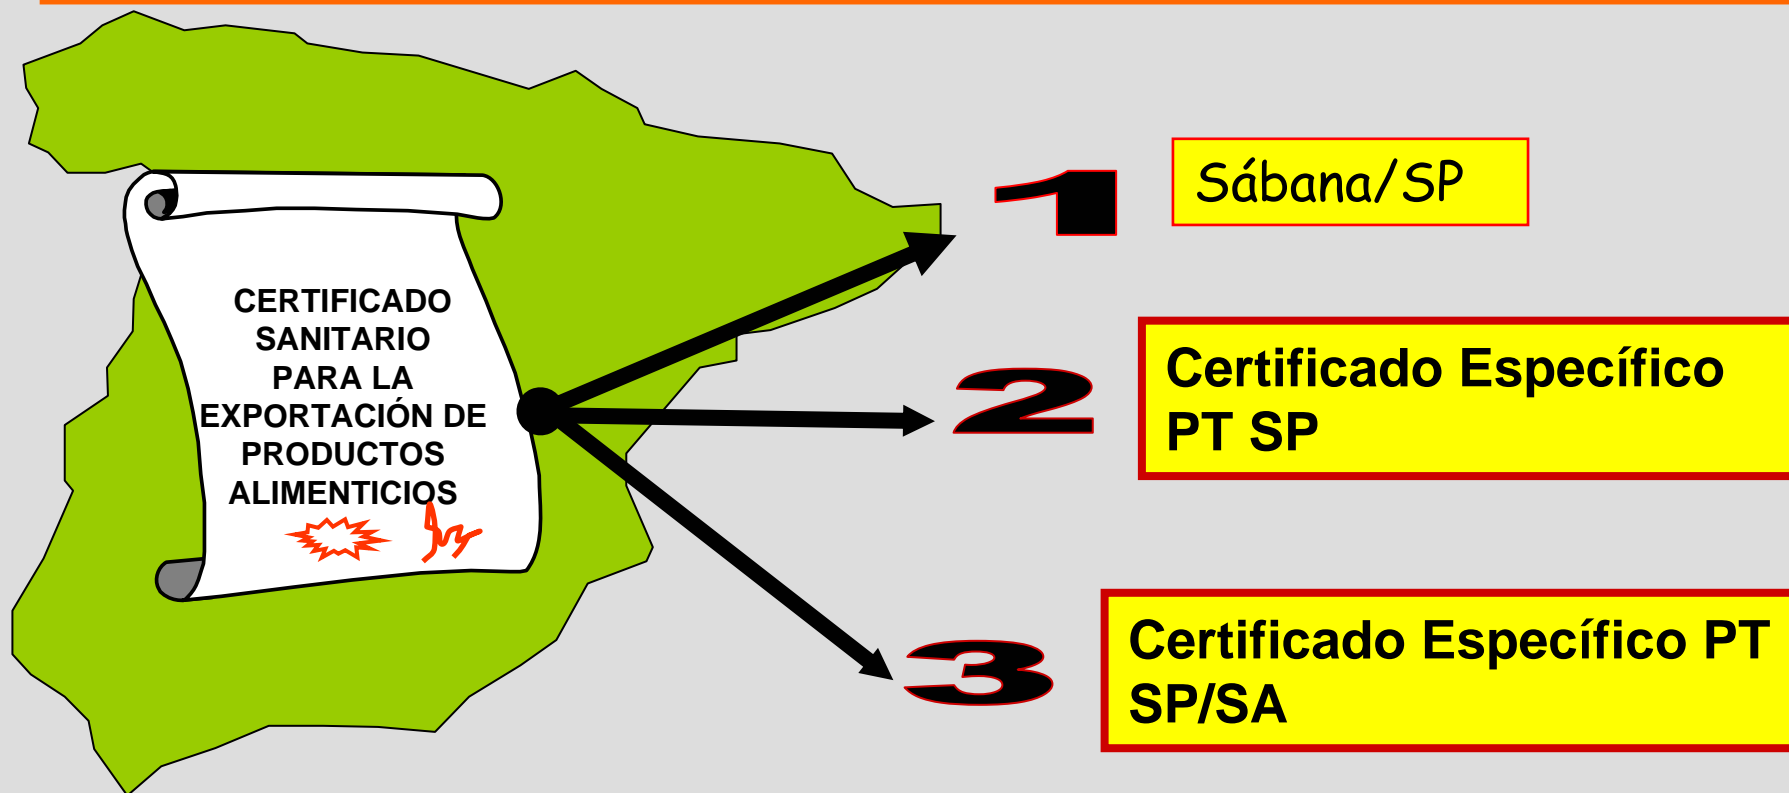 CERTIFICADO
SANITARIO
PARA LA
EXPORTACIÓN DE
PRODUCTOS
ALIMENTICIOS
1
Sábana/SP
2
Certificado Específico
PT SP
3
Certificado Específico PT
SP/SA